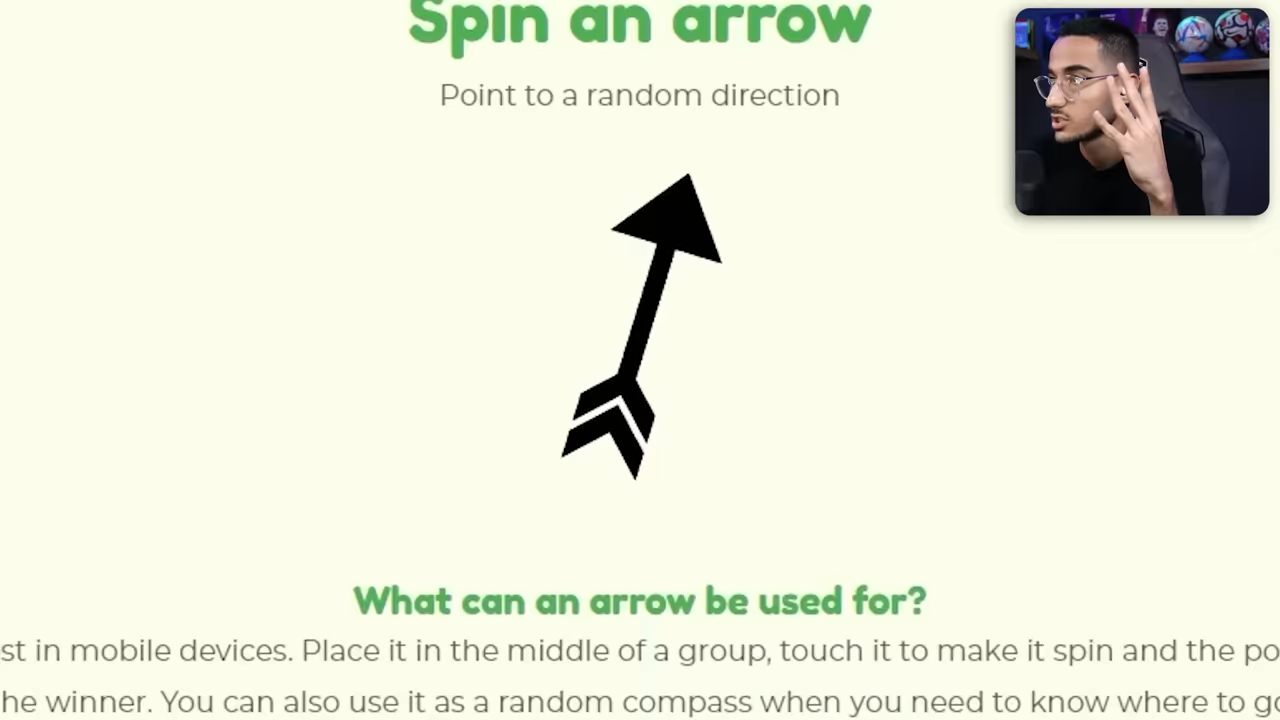 Spin an arrow
Point to a random direction
What can an arrow be used for?
st in mobile devices. Place it in the middle of a group, touch it to make it spin and the po
he winner. You can also use it as a random compass when you need to know where to go